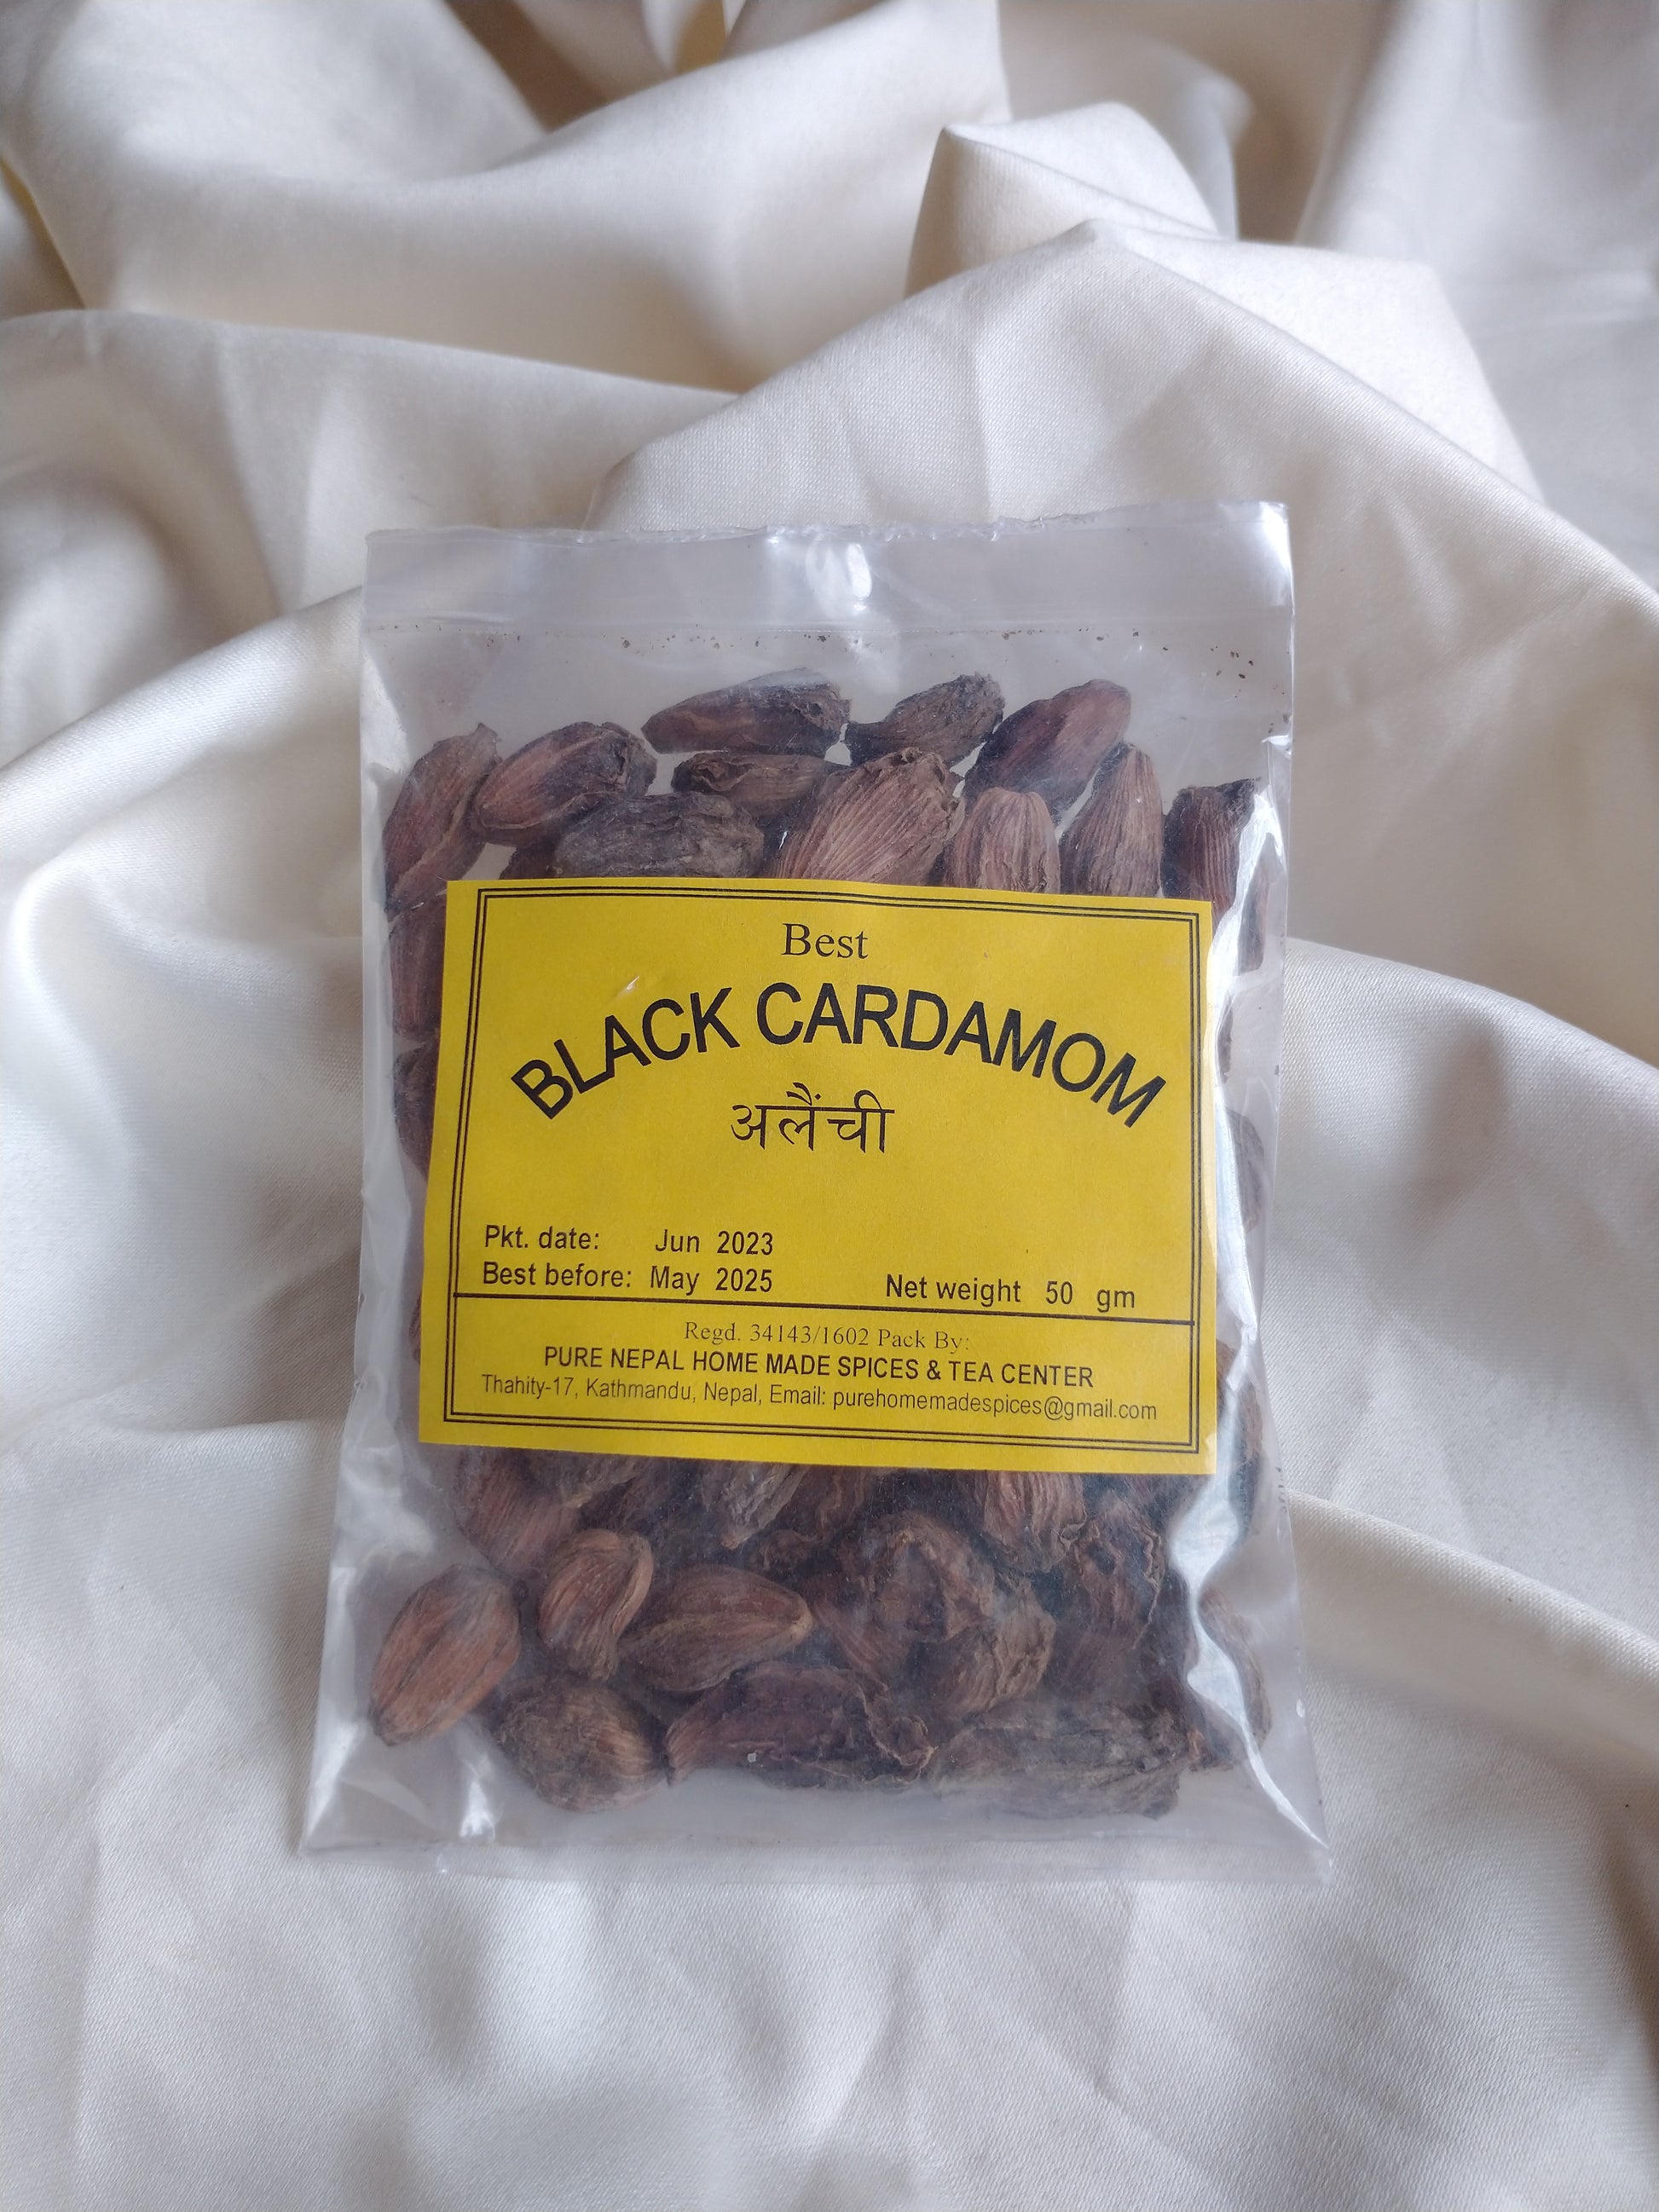 Best
BLACK CARDAMOM
अलैंची
Pkt. date: Jun 2023
Best before: May 2025 Net weight 50 gm
Regd. 34143/1602 Pack By:
PURE NEPAL HOME MADE SPICES & TEA CENTER
Thahity-17, Kathmandu, Nepal, Email: purehomemadespices@gmail.com